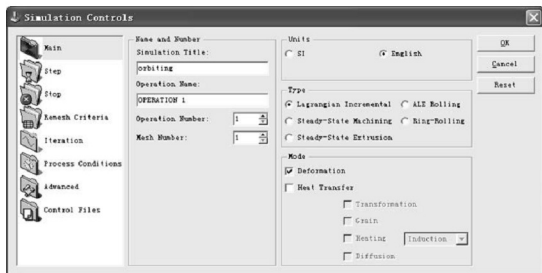 Simulation Controls
Main
Step
Stop
Remesh Criteria
Iteration
Process Conditions
Advanced
Control Files
Name and Number
Simulation Title:
orbiting
Operation Name:
OPERATION 1
Operation Number:
1
Mesh Number:
1
Units
SI
English
Type
Lagrangian Incremental
ALE Rolling
Steady-State Machining
Ring-Rolling
Steady-State Extrusion
Mode
Deformation
Heat Transfer
Transformation
Grain
Heating
Induction
Diffusion
OK
Cancel
Reset